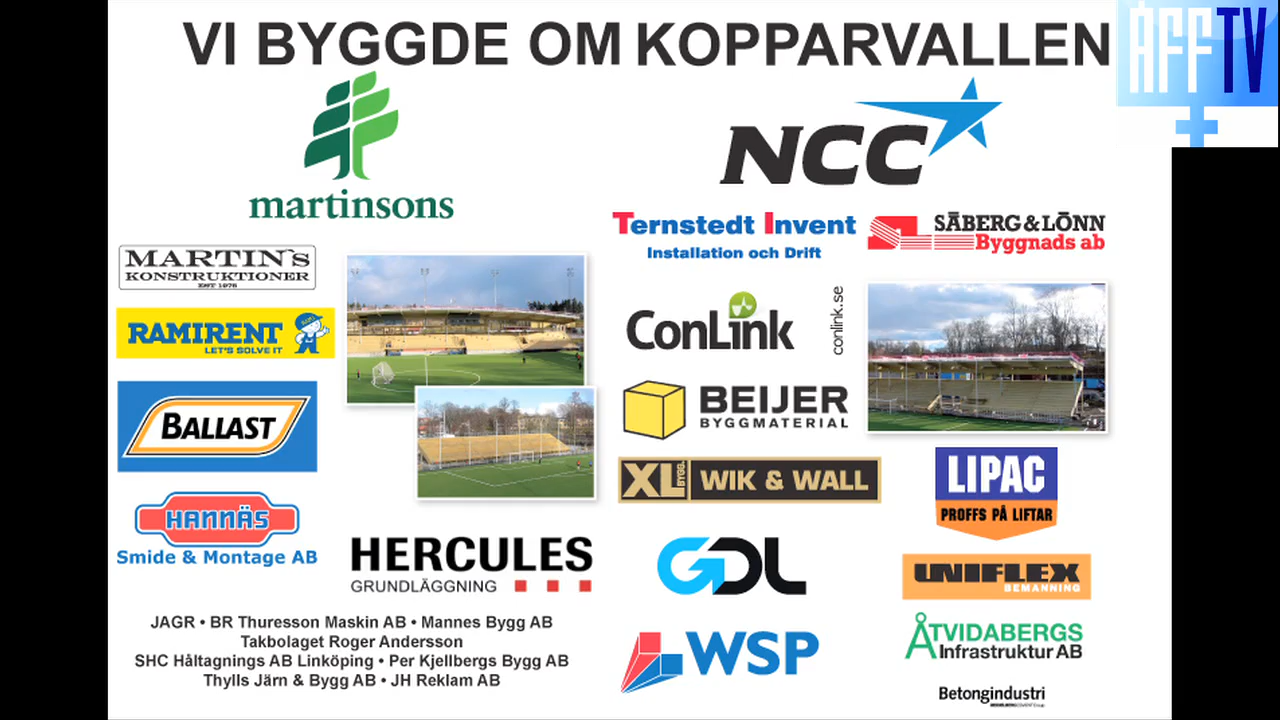 VI BYGGDE OM KOPPARVALLEN
ÅFFTV
martinsons
NCC
Ternstedt Invent
Installation och Drift
SÄBERG & LÖNN
Byggnads ab
MARTIN`s
KONSTRUKTIONER
EST 1976
RAMIRENT
LET'S SOLVE IT
ConLink
conlink.se
BALLAST
BEIJER
BYGGMATERIAL
XL BYGG.
WIK & WALL
LIPAC
PROFFS PÅ LIFTAR
HANNÄS
Smide & Montage AB
HERCULES
GRUNDLÄGGNING
GDL
UNIFLEX
BEMANNING
JAGR • BR Thuresson Maskin AB • Mannes Bygg AB
Takbolaget Roger Andersson
SHC Håltagnings AB Linköping • Per Kjellbergs Bygg AB
Thylls Järn & Bygg AB • JH Reklam AB
WSP
ÅTVIDABERGS
Infrastruktur AB
Betongindustri